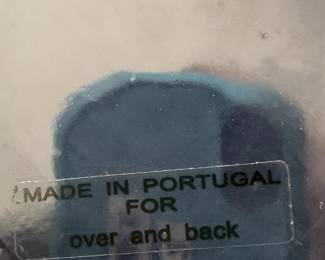 MADE IN PORTUGAL
FOR
over and back